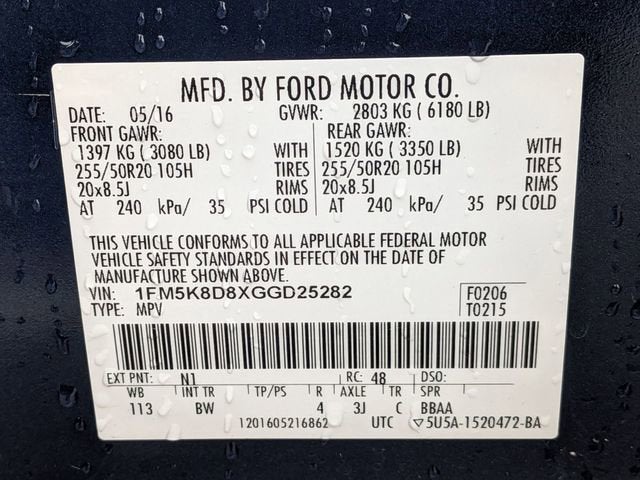 MFD. BY FORD MOTOR CO.
DATE: 05/16 GVWR: 2803 KG ( 6180 LB)
FRONT GAWR: REAR GAWR:
1397 KG ( 3080 LB) WITH 1520 KG ( 3350 LB) WITH
255/50R20 105H TIRES 255/50R20 105H TIRES
20x8.5J RIMS 20x8.5J RIMS
AT 240 kPa/ 35 PSI COLD AT 240 kPa/ 35 PSI COLD
THIS VEHICLE CONFORMS TO ALL APPLICABLE FEDERAL MOTOR
VEHICLE SAFETY STANDARDS IN EFFECT ON THE DATE OF
MANUFACTURE SHOWN ABOVE.
VIN: 1FM5K8D8XGGD25282 F0206
TYPE: MPV T0215
EXT PNT: N1 RC: 48 DSO:
WB INT TR TP/PS R AXLE TR SPR
113 BW 4 3J C BBAA
1201605216862 UTC ▽5U5A-1520472-BA